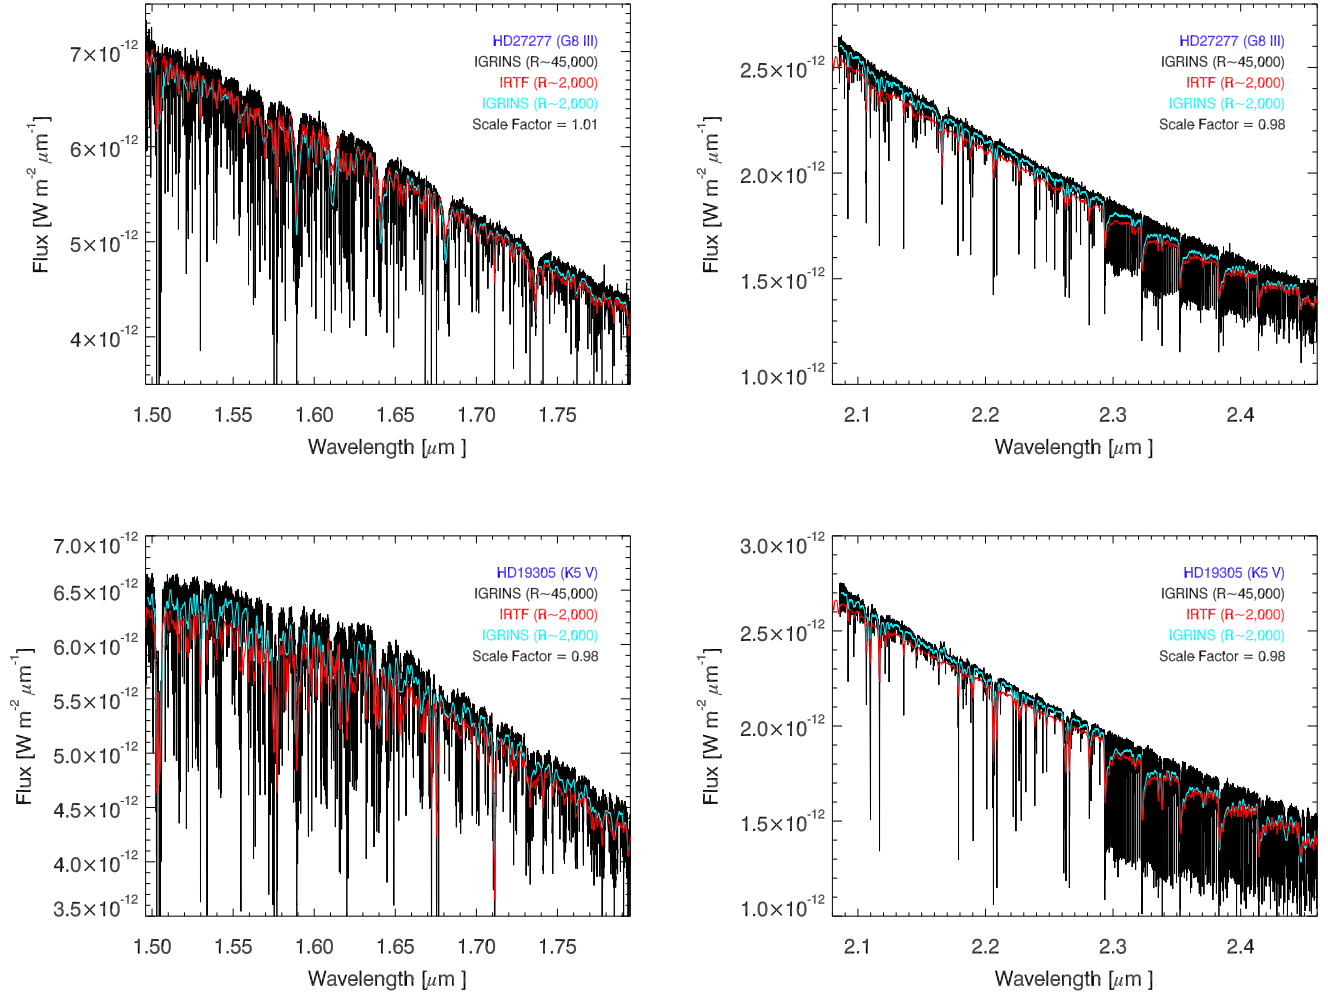 7×10⁻¹²
6×10⁻¹²
5×10⁻¹²
4×10⁻¹²
Flux [W m⁻² μm⁻¹]
HD27277 (G8 III)
IGRINS (R~45,000)
IRTF (R~2,000)
IGRINS (R~2,000)
Scale Factor = 1.01
1.50 1.55 1.60 1.65 1.70 1.75
Wavelength [μm ]
2.5×10⁻¹²
2.0×10⁻¹²
1.5×10⁻¹²
1.0×10⁻¹²
Flux [W m⁻² μm⁻¹]
HD27277 (G8 III)
IGRINS (R~45,000)
IRTF (R~2,000)
IGRINS (R~2,000)
Scale Factor = 0.98
2.1 2.2 2.3 2.4
Wavelength [μm ]
7.0×10⁻¹²
6.5×10⁻¹²
6.0×10⁻¹²
5.5×10⁻¹²
5.0×10⁻¹²
4.5×10⁻¹²
4.0×10⁻¹²
3.5×10⁻¹²
Flux [W m⁻² μm⁻¹]
HD19305 (K5 V)
IGRINS (R~45,000)
IRTF (R~2,000)
IGRINS (R~2,000)
Scale Factor = 0.98
1.50 1.55 1.60 1.65 1.70 1.75
Wavelength [μm ]
3.0×10⁻¹²
2.5×10⁻¹²
2.0×10⁻¹²
1.5×10⁻¹²
1.0×10⁻¹²
Flux [W m⁻² μm⁻¹]
HD19305 (K5 V)
IGRINS (R~45,000)
IRTF (R~2,000)
IGRINS (R~2,000)
Scale Factor = 0.98
2.1 2.2 2.3 2.4
Wavelength [μm ]